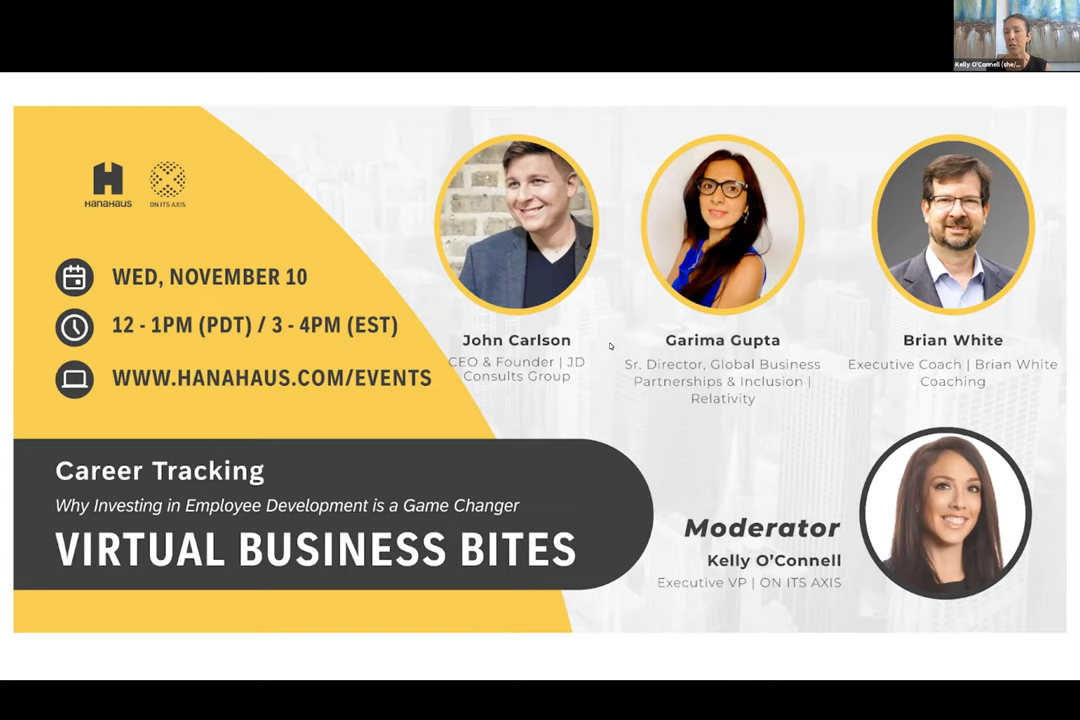 Kelly O'Connell (she/...
HANAHAUS
ON ITS AXIS
WED, NOVEMBER 10
12 - 1PM (PDT) / 3 - 4PM (EST)
WWW.HANAHAUS.COM/EVENTS
John Carlson
CEO & Founder | JD
Consults Group
Garima Gupta
Sr. Director, Global Business
Partnerships & Inclusion |
Relativity
Brian White
Executive Coach | Brian White
Coaching
Career Tracking
Why Investing in Employee Development is a Game Changer
VIRTUAL BUSINESS BITES
Moderator
Kelly O'Connell
Executive VP | ON ITS AXIS